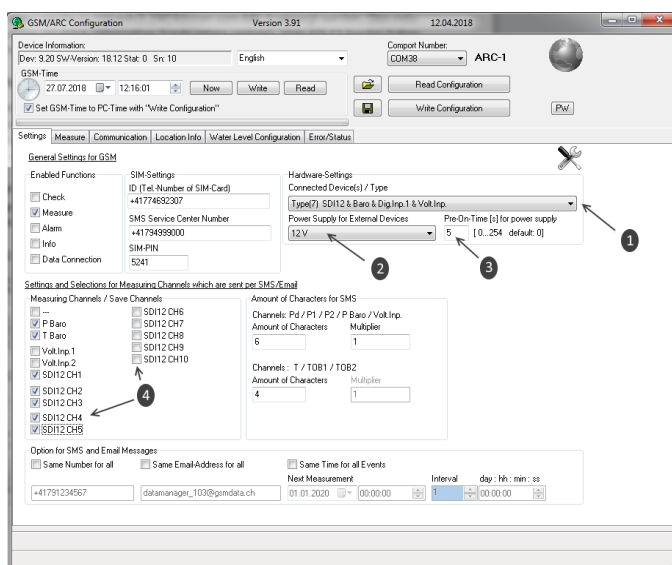 GSM/ARC Configuration Version 3.91 12.04.2018
Device Information:
Dev: 9.20 SW-Version: 18.12 Stat: 0 Sn: 10
English
Comport Number:
COM38
ARC-1
GSM-Time
27.07.2018
12:16:01
Now
Write
Read
Read Configuration
Set GSM-Time to PC-Time with "Write Configuration"
Write Configuration
PW
Settings Measure Communication Location Info Water Level Configuration Error/Status
General Settings for GSM
Enabled Functions
Check
Measure
Alarm
Info
Data Connection
SIM-Settings
ID (Tel.-Number of SIM-Card)
+41774692307
SMS Service Center Number
+41794999000
SIM-PIN
5241
Hardware-Settings
Connected Device(s) / Type
Type(7) SDI12 & Baro & Dig.Inp.1 & Volt.Inp.
Power Supply for External Devices
12 V
Pre-On-Time [s] for power supply
5 [ 0...254 default: 0]
1
2
3
Settings and Selections for Measuring Channels which are sent per SMS/Email
Measuring Channels / Save Channels
---
P Baro
T Baro
Volt.Inp.1
Volt.Inp.2
SDI12 CH1
SDI12 CH2
SDI12 CH3
SDI12 CH4
SDI12 CH5
SDI12 CH6
SDI12 CH7
SDI12 CH8
SDI12 CH9
SDI12 CH10
4
Amount of Characters for SMS
Channels: Pd / P1 / P2 / P Baro / Volt.Inp.
Amount of Characters Multiplier
6 1
Channels : T / TOB1 / TOB2
Amount of Characters Multiplier
4 1
Option for SMS and Email Messages
Same Number for all
Same Email-Address for all
Same Time for all Events
Next Measurement
Interval day : hh : min : ss
+41791234567
datamanager_103@gsmdata.ch
01.01.2020
00:00:00
1
00:00:00